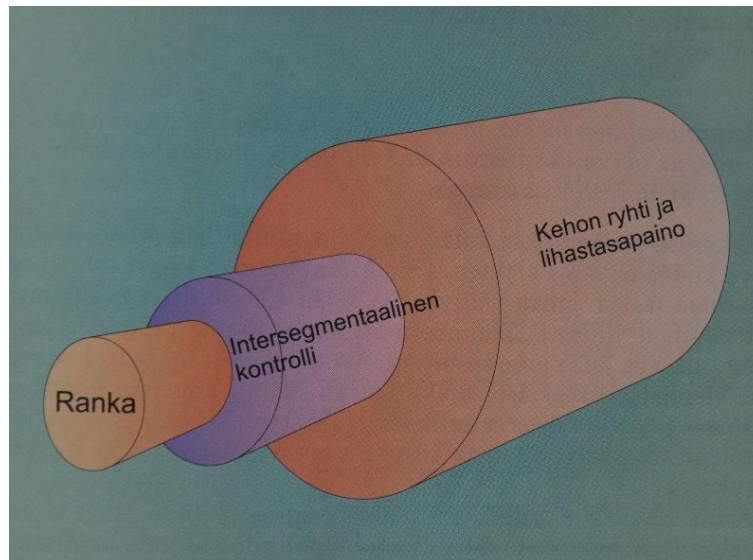 Kehon ryhti ja
lihastasapaino
Intersegmentaalinen
kontrolli
Ranka